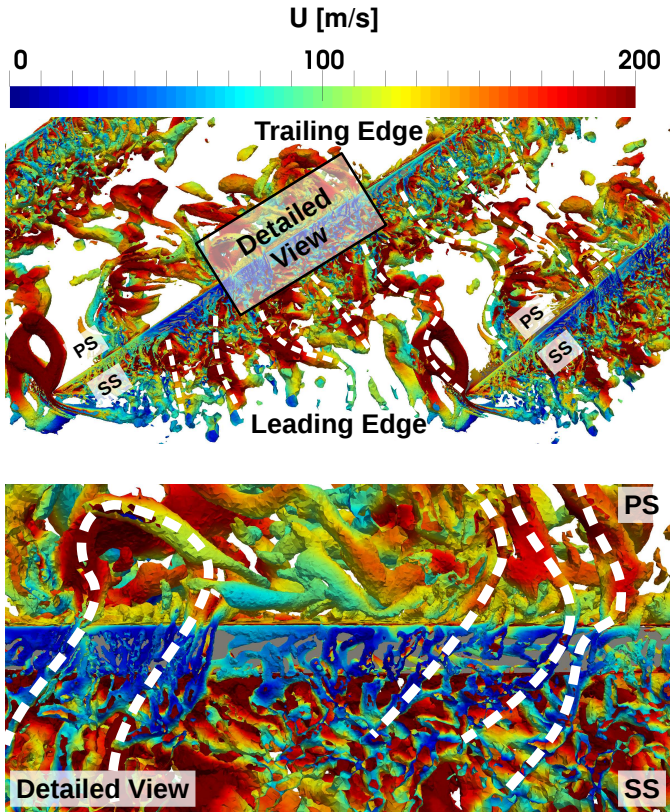 U [m/s]
0 100 200
Trailing Edge
Detailed
View
PS
SS
PS
SS
Leading Edge
PS
Detailed View
SS